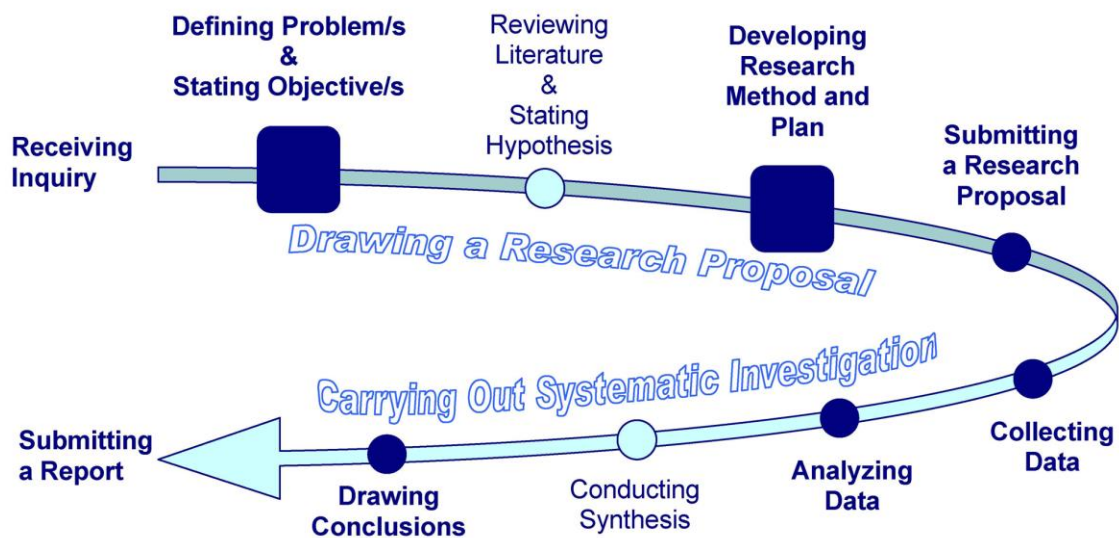 Defining Problem/s
&
Stating Objective/s
Reviewing
Literature
&
Stating
Hypothesis
Developing
Research
Method and
Plan
Receiving
Inquiry
Submitting
a Research
Proposal
Drawing a Research Proposal
Carrying Out Systematic Investigation
Submitting
a Report
Drawing
Conclusions
Conducting
Synthesis
Analyzing
Data
Collecting
Data